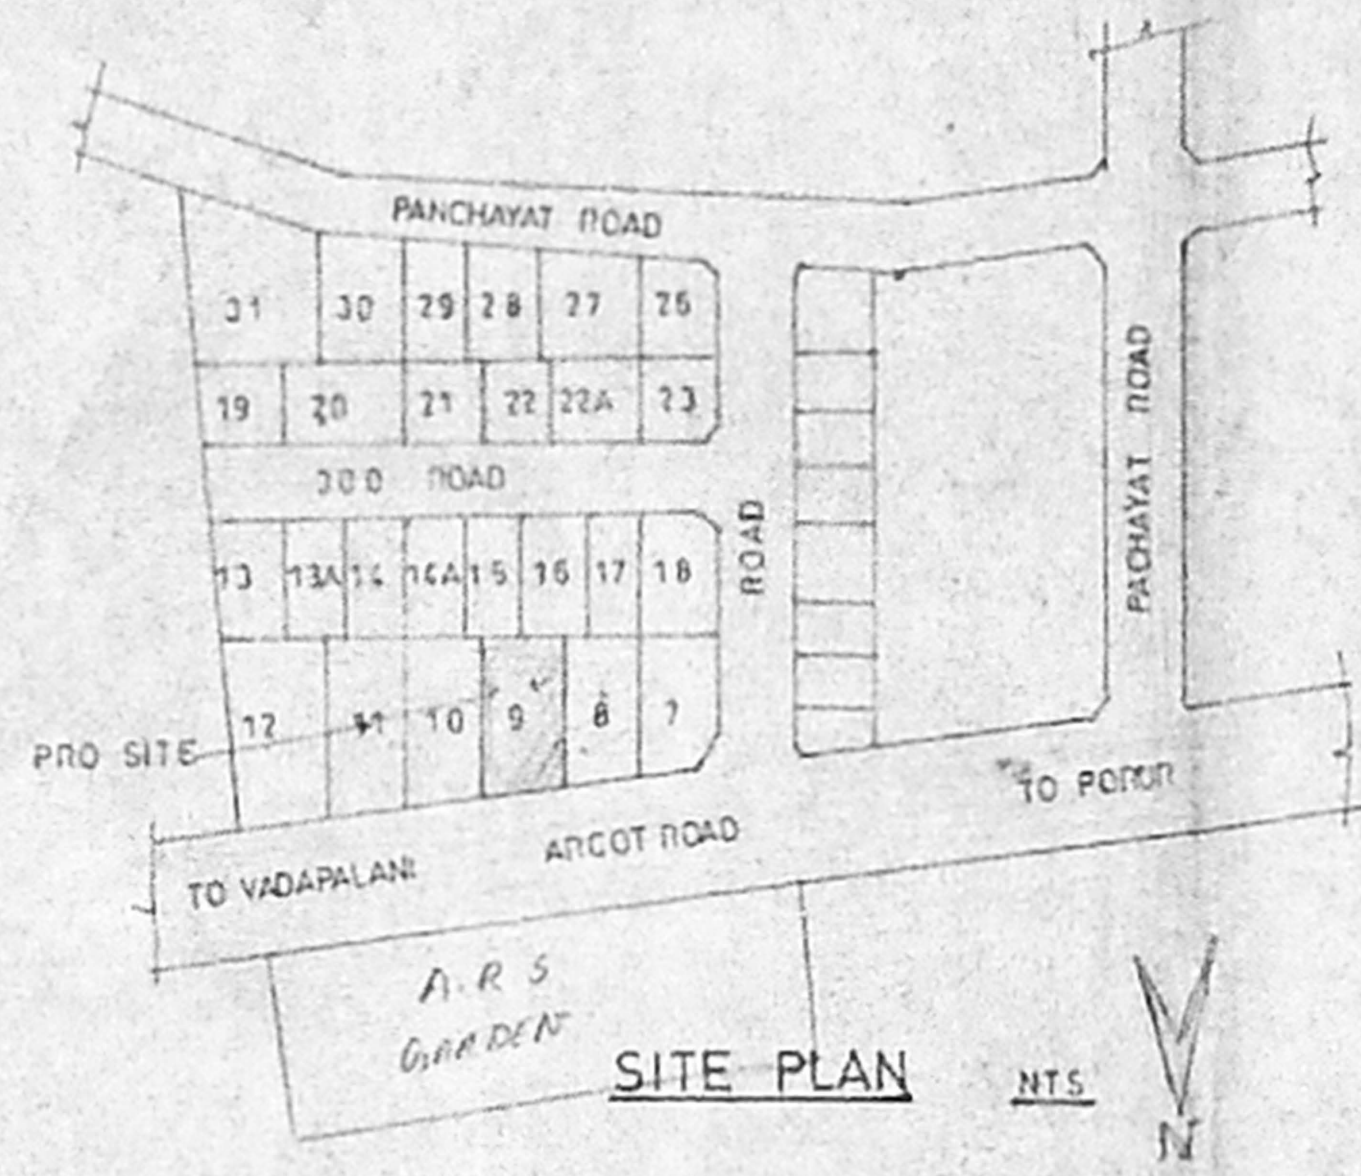 PANCHAYAT ROAD
31 30 29 28 27 26
19 20 21 22 22A 23
ROAD
ROAD
PACHAYAT ROAD
13 13A 14 14A 15 16 17 18
12 11 10 9 8 7
PRO SITE
TO PORUR
ARCOT ROAD
TO VADAPALANI
A.R S
GARDEN
SITE PLAN
NTS
N